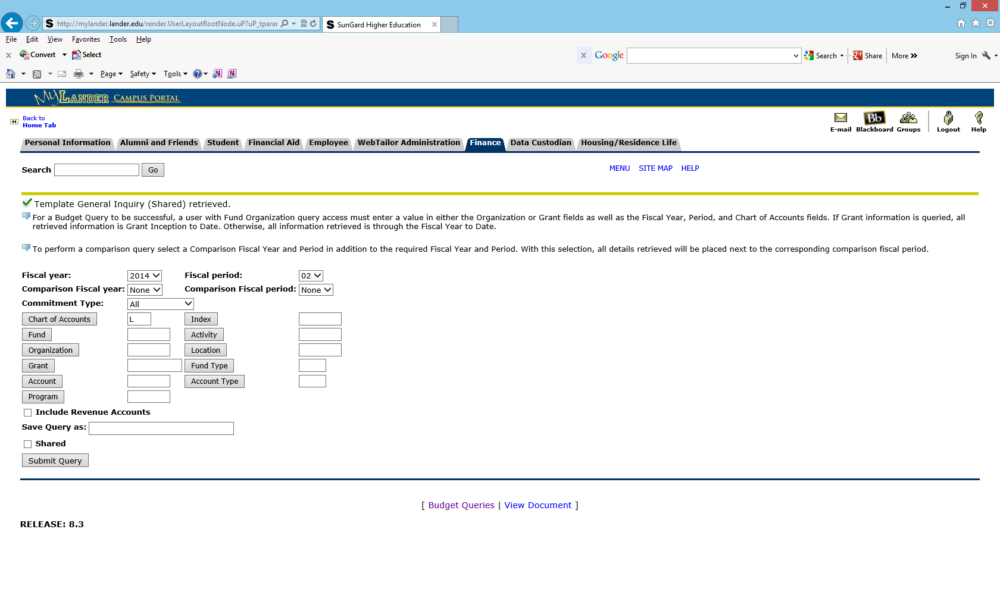 http://mylander.lander.edu/render.UserLayoutRootNode.uP?uP_tparar
S SunGard Higher Education
File Edit View Favorites Tools Help
x Convert Select
x Google Search Share More » Sign In
Page Safety Tools
MyLander Campus Portal
Back to
Home Tab
Bb
E-mail Blackboard Groups Logout Help
Personal Information Alumni and Friends Student Financial Aid Employee WebTailor Administration Finance Data Custodian Housing/Residence Life
Search Go MENU SITE MAP HELP
Template General Inquiry (Shared) retrieved.
For a Budget Query to be successful, a user with Fund Organization query access must enter a value in either the Organization or Grant fields as well as the Fiscal Year, Period, and Chart of Accounts fields. If Grant information is queried, all
retrieved information is Grant Inception to Date. Otherwise, all information retrieved is through the Fiscal Year to Date.
To perform a comparison query select a Comparison Fiscal Year and Period in addition to the required Fiscal Year and Period. With this selection, all details retrieved will be placed next to the corresponding comparison fiscal period.
Fiscal year: 2014 Fiscal period: 02
Comparison Fiscal year: None Comparison Fiscal period: None
Commitment Type: All
Chart of Accounts L Index
Fund Activity
Organization Location
Grant Fund Type
Account Account Type
Program
Include Revenue Accounts
Save Query as:
Shared
Submit Query
[ Budget Queries | View Document ]
RELEASE: 8.3